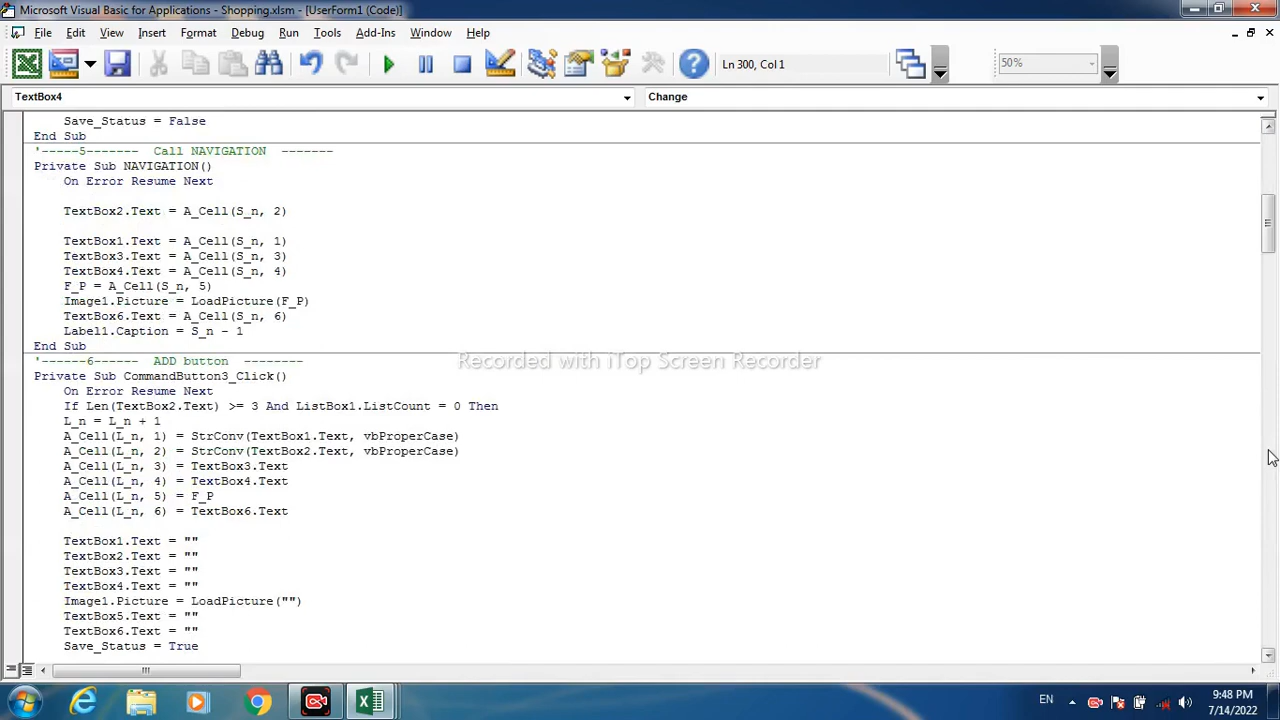 Microsoft Visual Basic for Applications - Shopping.xlsm - [UserForm1 (Code)]
File Edit View Insert Format Debug Run Tools Add-Ins Window Help
Ln 300, Col 1
50%
TextBox4
Change
Save_Status = False
End Sub
'-----5------- Call NAVIGATION -------
Private Sub NAVIGATION()
On Error Resume Next
TextBox2.Text = A_Cell(S_n, 2)
TextBox1.Text = A_Cell(S_n, 1)
TextBox3.Text = A_Cell(S_n, 3)
TextBox4.Text = A_Cell(S_n, 4)
F_P = A_Cell(S_n, 5)
Image1.Picture = LoadPicture(F_P)
TextBox6.Text = A_Cell(S_n, 6)
Label1.Caption = S_n - 1
End Sub
'------6------ ADD button --------
Recorded with iTop Screen Recorder
Private Sub CommandButton3_Click()
On Error Resume Next
If Len(TextBox2.Text) >= 3 And ListBox1.ListCount = 0 Then
L_n = L_n + 1
A_Cell(L_n, 1) = StrConv(TextBox1.Text, vbProperCase)
A_Cell(L_n, 2) = StrConv(TextBox2.Text, vbProperCase)
A_Cell(L_n, 3) = TextBox3.Text
A_Cell(L_n, 4) = TextBox4.Text
A_Cell(L_n, 5) = F_P
A_Cell(L_n, 6) = TextBox6.Text
TextBox1.Text = ""
TextBox2.Text = ""
TextBox3.Text = ""
TextBox4.Text = ""
Image1.Picture = LoadPicture("")
TextBox5.Text = ""
TextBox6.Text = ""
Save_Status = True
EN
9:48 PM
7/14/2022